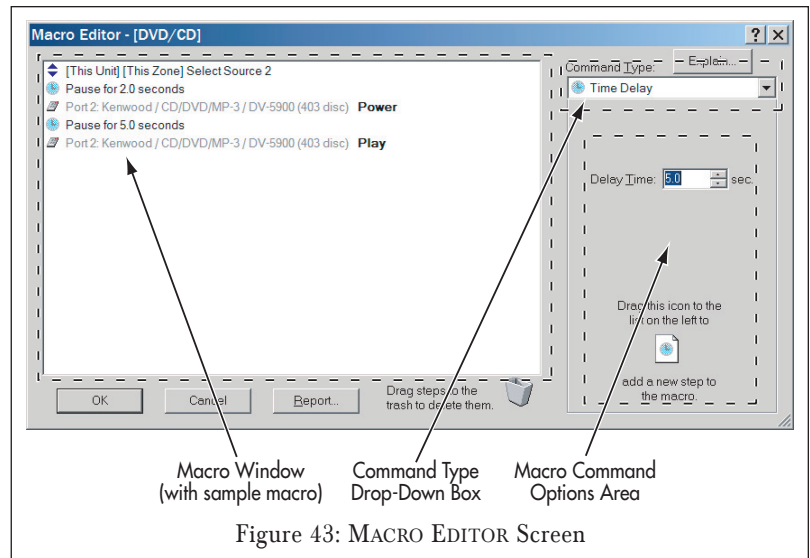 Macro Editor - [DVD/CD]
[This Unit] [This Zone] Select Source 2
Pause for 2.0 seconds
Port 2: Kenwood / CD/DVD/MP-3 / DV-5900 (403 disc) Power
Pause for 5.0 seconds
Port 2: Kenwood / CD/DVD/MP-3 / DV-5900 (403 disc) Play
Command Type:
Explain...
Time Delay
Delay Time: 5.0 sec.
Drag this icon to the
list on the left to
add a new step to
the macro.
OK
Cancel
Report...
Drag steps to the
trash to delete them.
Macro Window
(with sample macro)
Command Type
Drop-Down Box
Macro Command
Options Area
Figure 43: MACRO EDITOR Screen